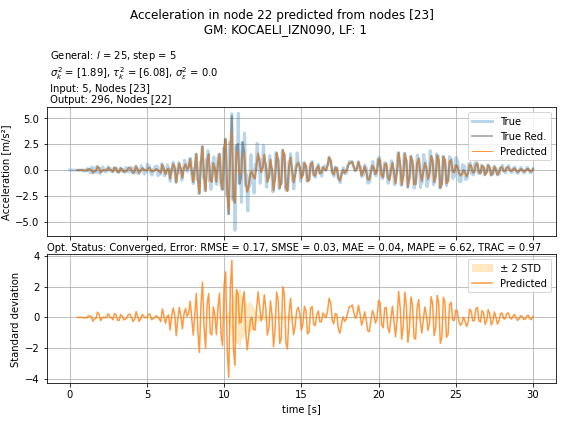 Acceleration in node 22 predicted from nodes [23]
GM: KOCAELI_IZN090, LF: 1
General: l = 25, step = 5
σ²ₖ = [1.89], τ²ₖ = [6.08], σ²ε = 0.0
Input: 5, Nodes [23]
Output: 296, Nodes [22]
Acceleration [m/s²]
5.0
2.5
0.0
−2.5
−5.0
True
True Red.
Predicted
Opt. Status: Converged, Error: RMSE = 0.17, SMSE = 0.03, MAE = 0.04, MAPE = 6.62, TRAC = 0.97
Standard deviation
4
2
0
−2
−4
± 2 STD
Predicted
0 5 10 15 20 25 30
time [s]